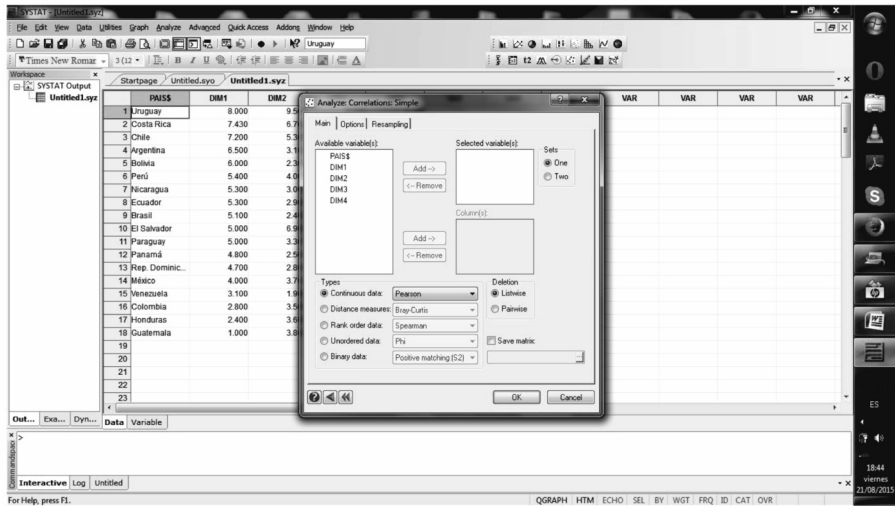 SYSTAT - [Untitled1.syz]
File Edit View Data Utilities Graph Analyze Advanced Quick Access Addons Window Help
Uruguay
Times New Romar 3 (12 B I U A
Workspace x
SYSTAT Output
Untitled1.syz
Startpage Untitled.syo Untitled1.syz
PAIS$ DIM1 DIM2 VAR VAR VAR VAR
1 Uruguay 8.000
2 Costa Rica 7.430
3 Chile 7.200
4 Argentina 6.500
5 Bolivia 6.000
6 Perú 5.400
7 Nicaragua 5.300
8 Ecuador 5.300
9 Brasil 5.100
10 El Salvador 5.000
11 Paraguay 5.000
12 Panamá 4.800
13 Rep. Dominic... 4.700
14 México 4.000
15 Venezuela 3.100
16 Colombia 2.800
17 Honduras 2.400
18 Guatemala 1.000
19
20
21
22
23
Analyze: Correlations: Simple
Main Options Resampling
Available variable(s):
PAIS$
DIM1
DIM2
DIM3
DIM4
Add -->
<-- Remove
Selected variable(s):
Sets
One
Two
Column(s):
Add -->
<-- Remove
Types
Continuous data: Pearson
Distance measures: Bray-Curtis
Rank order data: Spearman
Unordered data: Phi
Binary data: Positive matching (S2)
Deletion
Listwise
Pairwise
Save matrix:
OK Cancel
Out... Exa... Dyn...
Data Variable
Commandspace
>
Interactive Log Untitled
For Help, press F1.
QGRAPH HTM ECHO SEL BY WGT FRQ ID CAT OVR
ES
18:44
viernes
21/08/2015